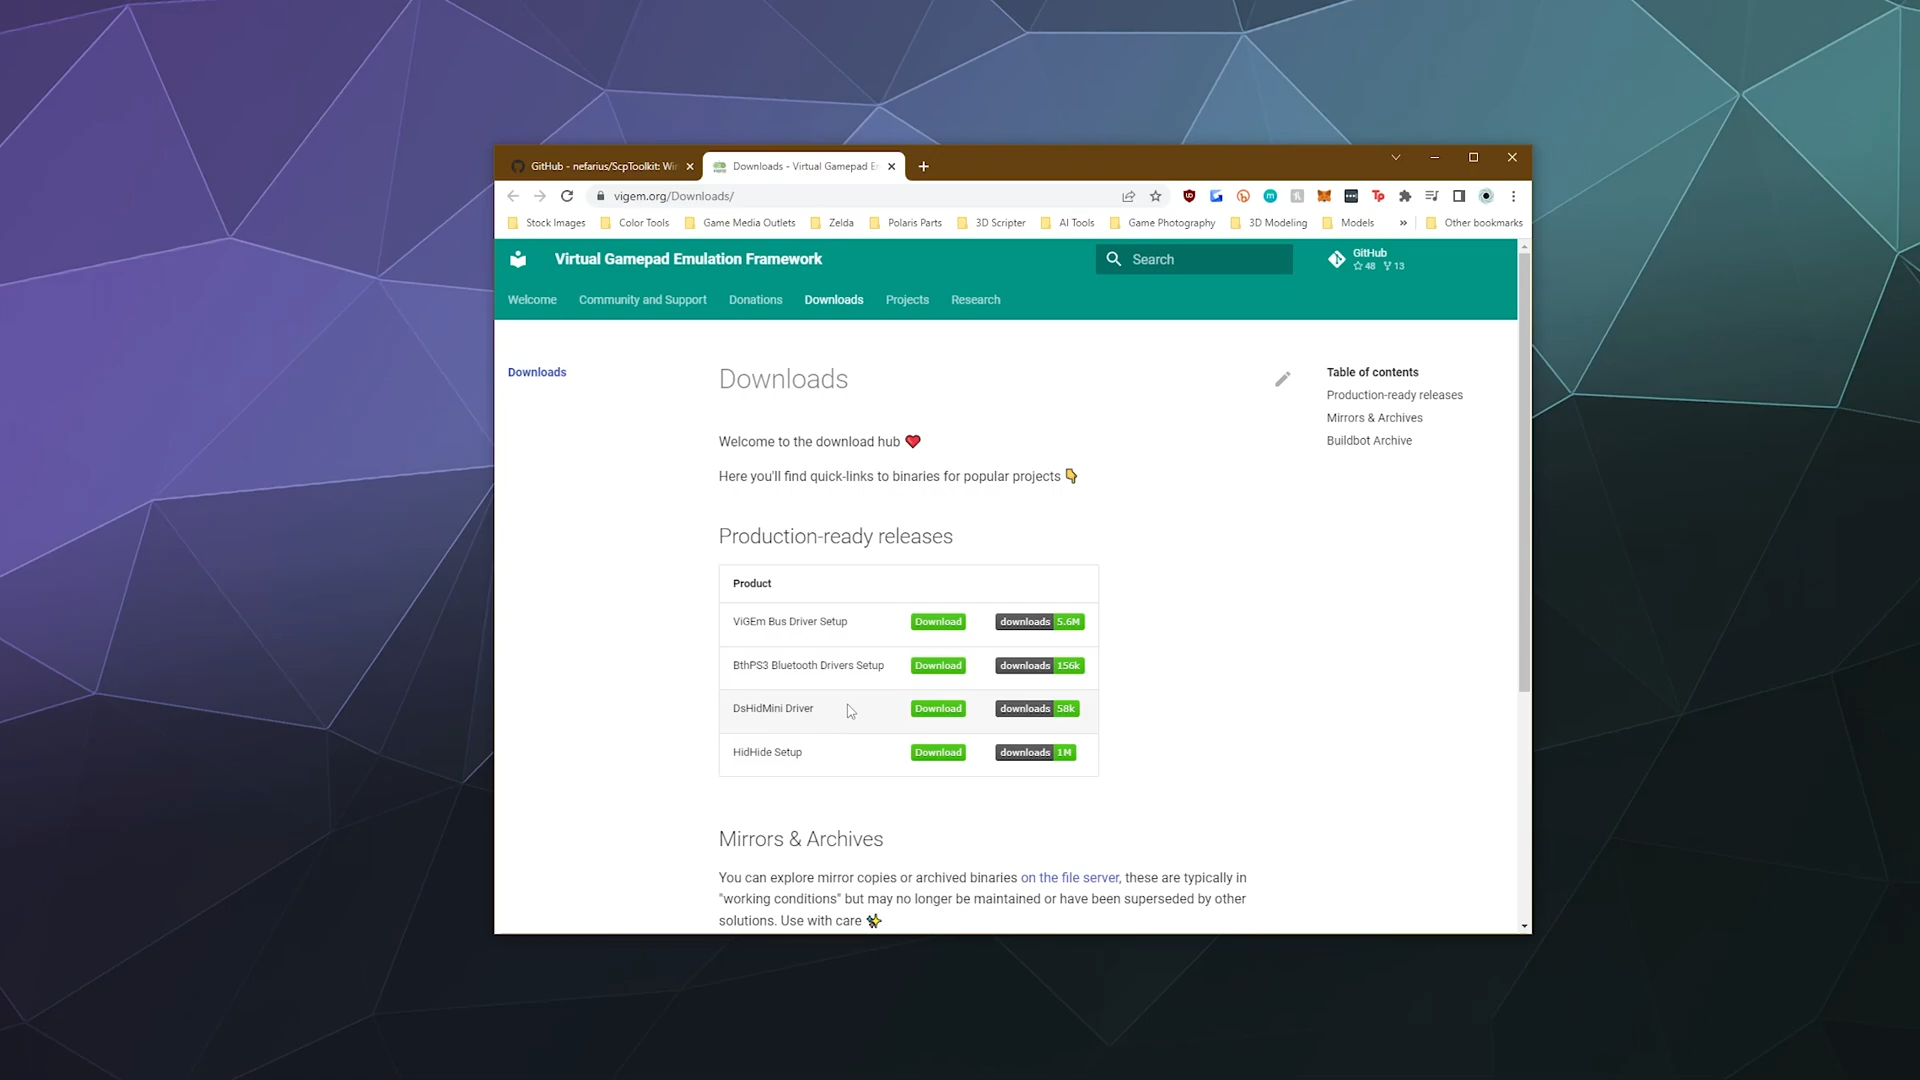 GitHub - nefarius/ScpToolkit: Wi
Downloads - Virtual Gamepad E
vigem.org/Downloads/
Stock Images
Color Tools
Game Media Outlets
Zelda
Polaris Parts
3D Scripter
AI Tools
Game Photography
3D Modeling
Models
»
Other bookmarks
Virtual Gamepad Emulation Framework
Search
GitHub
48 13
Welcome
Community and Support
Donations
Downloads
Projects
Research
Downloads
Downloads
Welcome to the download hub ❤️
Here you'll find quick-links to binaries for popular projects 👇
Production-ready releases
Product
ViGEm Bus Driver Setup Download downloads 5.6M
BthPS3 Bluetooth Drivers Setup Download downloads 156k
DsHidMini Driver Download downloads 58k
HidHide Setup Download downloads 1M
Mirrors & Archives
You can explore mirror copies or archived binaries on the file server, these are typically in
"working conditions" but may no longer be maintained or have been superseded by other
solutions. Use with care ✨
Table of contents
Production-ready releases
Mirrors & Archives
Buildbot Archive